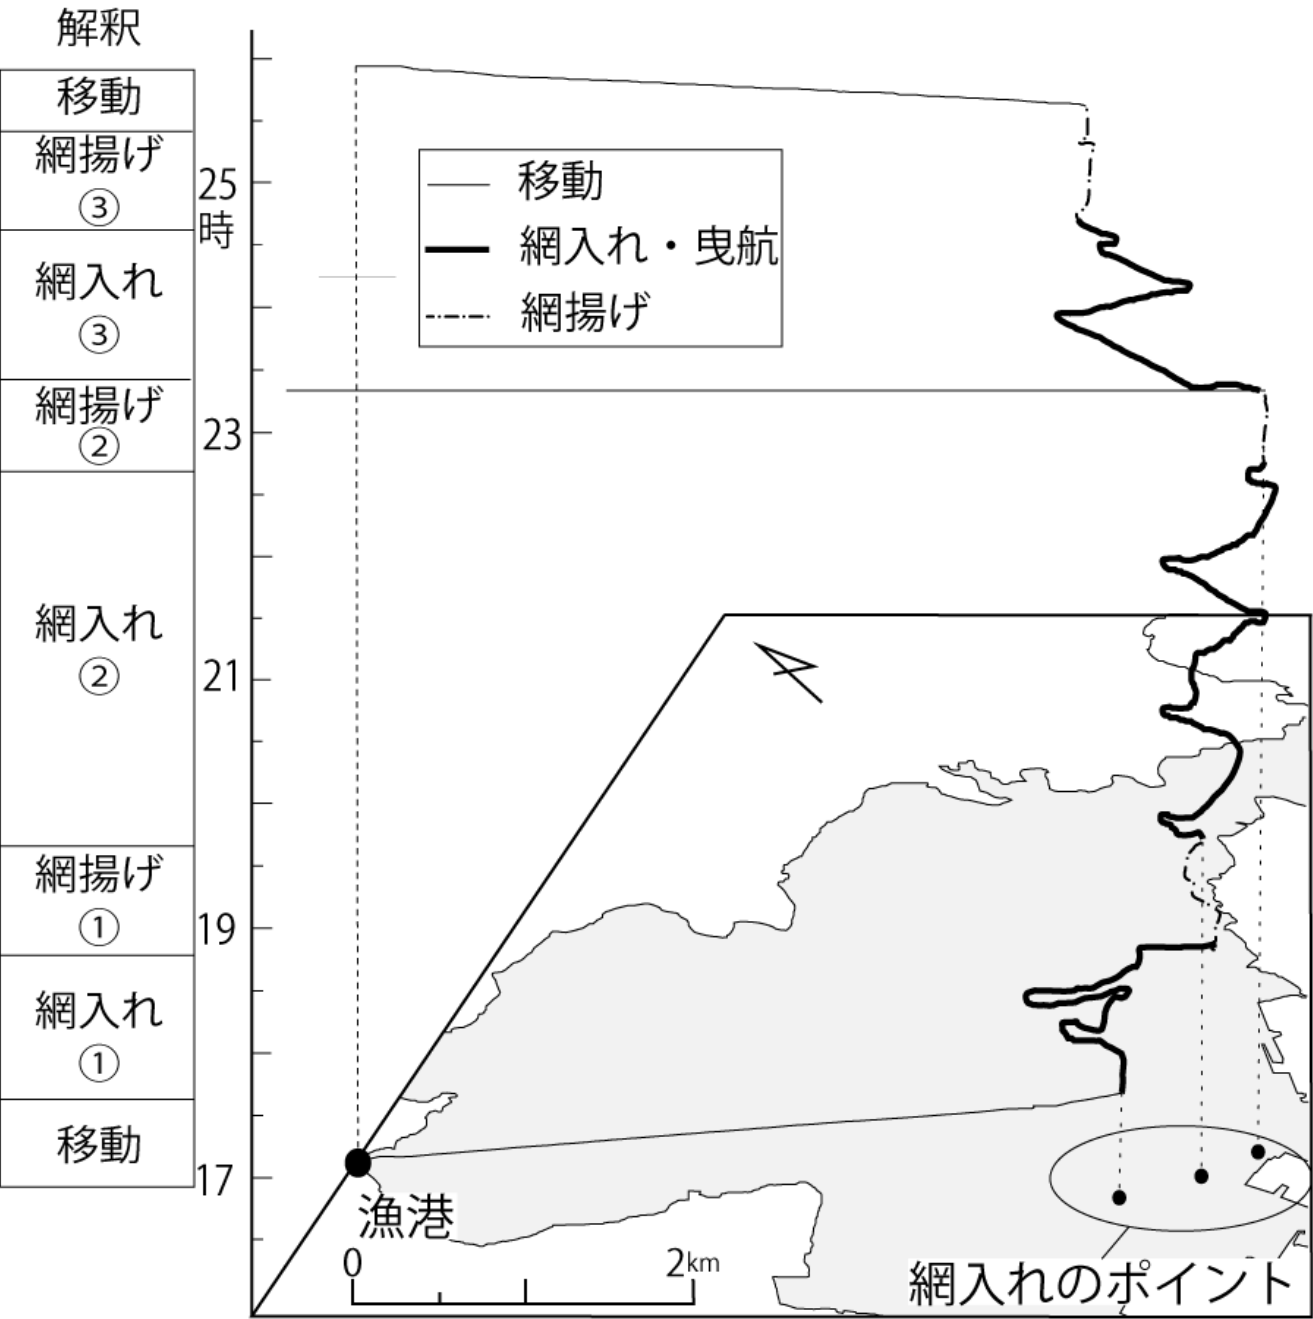 解釈
移動
網揚げ
③
網入れ
③
網揚げ
②
網入れ
②
網揚げ
①
網入れ
①
移動
25
時
23
21
19
17
移動
網入れ・曳航
網揚げ
漁港
0
2km
網入れのポイント